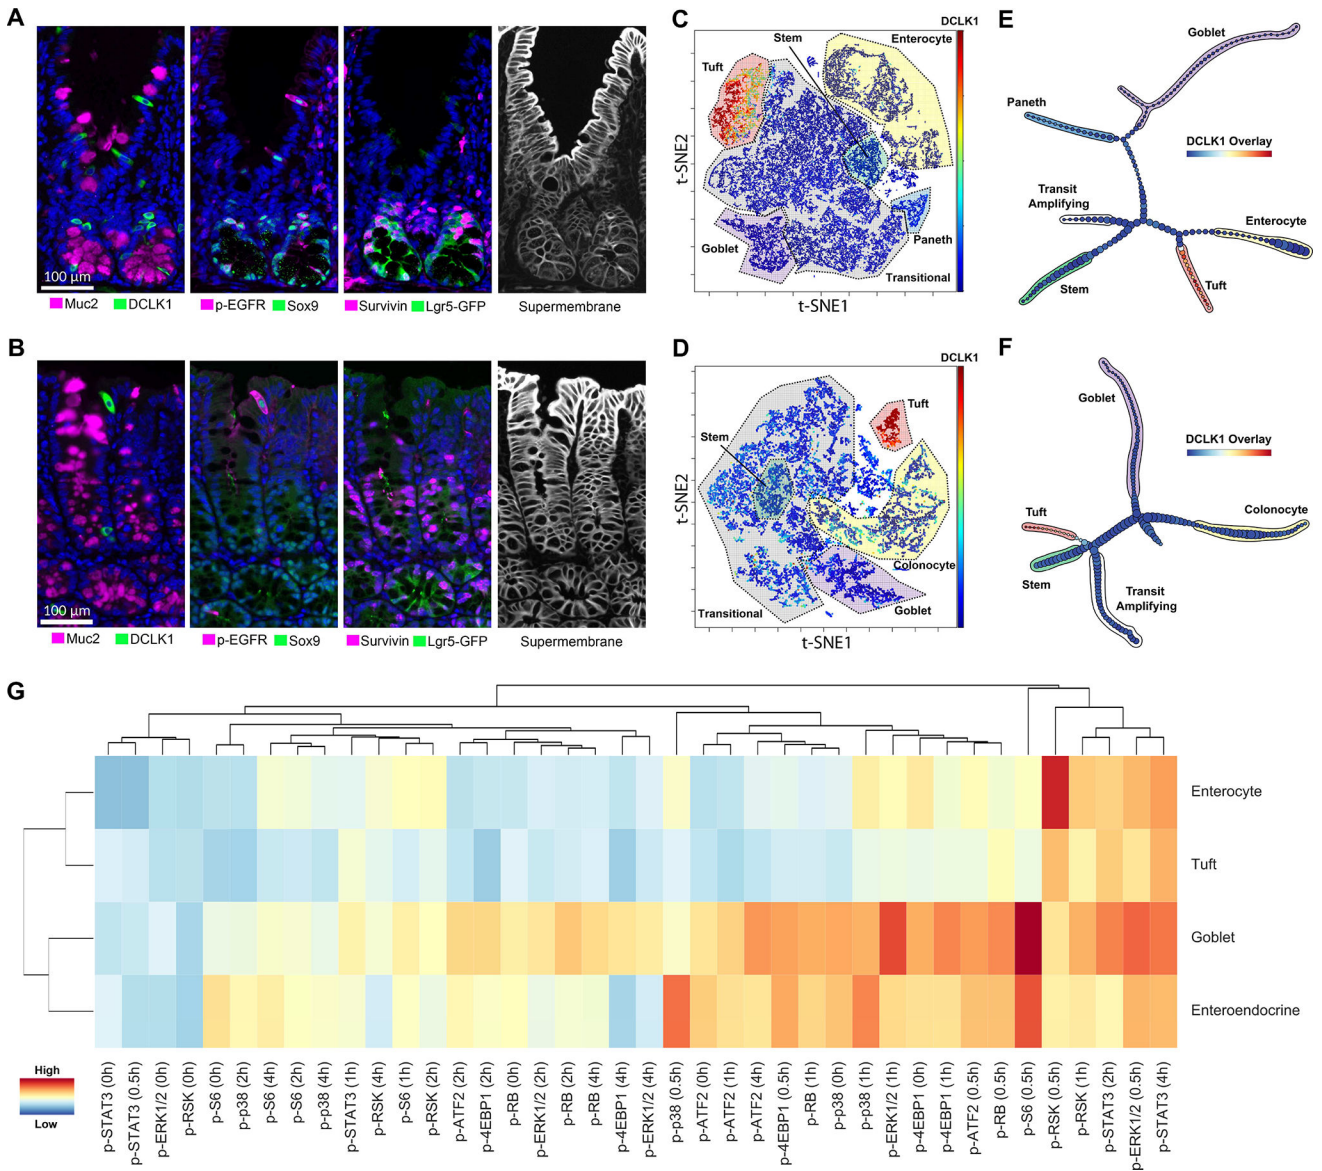 A
100 µm
Muc2 DCLK1
p-EGFR Sox9
Survivin Lgr5-GFP
Supermembrane
B
100 µm
Muc2 DCLK1
p-EGFR Sox9
Survivin Lgr5-GFP
Supermembrane
C
DCLK1
Stem
Enterocyte
Tuft
Goblet
Paneth
Transitional
t-SNE2
t-SNE1
D
DCLK1
Tuft
Stem
Colonocyte
Transitional
Goblet
t-SNE2
t-SNE1
E
Goblet
Paneth
DCLK1 Overlay
Transit
Amplifying
Enterocyte
Stem
Tuft
F
Goblet
DCLK1 Overlay
Tuft
Colonocyte
Stem
Transit
Amplifying
G
Enterocyte
Tuft
Goblet
Enteroendocrine
High
Low
p-STAT3 (0h)
p-STAT3 (0.5h)
p-ERK1/2 (0h)
p-RSK (0h)
p-S6 (0h)
p-p38 (2h)
p-S6 (4h)
p-S6 (2h)
p-p38 (4h)
p-STAT3 (1h)
p-RSK (4h)
p-S6 (1h)
p-RSK (2h)
p-ATF2 (2h)
p-4EBP1 (2h)
p-RB (0h)
p-ERK1/2 (2h)
p-RB (2h)
p-RB (4h)
p-4EBP1 (4h)
p-ERK1/2 (4h)
p-p38 (0.5h)
p-ATF2 (0h)
p-ATF2 (1h)
p-ATF2 (4h)
p-4EBP1 (0.5h)
p-RB (1h)
p-p38 (0h)
p-p38 (1h)
p-ERK1/2 (1h)
p-4EBP1 (0h)
p-4EBP1 (1h)
p-ATF2 (0.5h)
p-RB (0.5h)
p-S6 (0.5h)
p-RSK (0.5h)
p-RSK (1h)
p-STAT3 (2h)
p-ERK1/2 (0.5h)
p-STAT3 (4h)